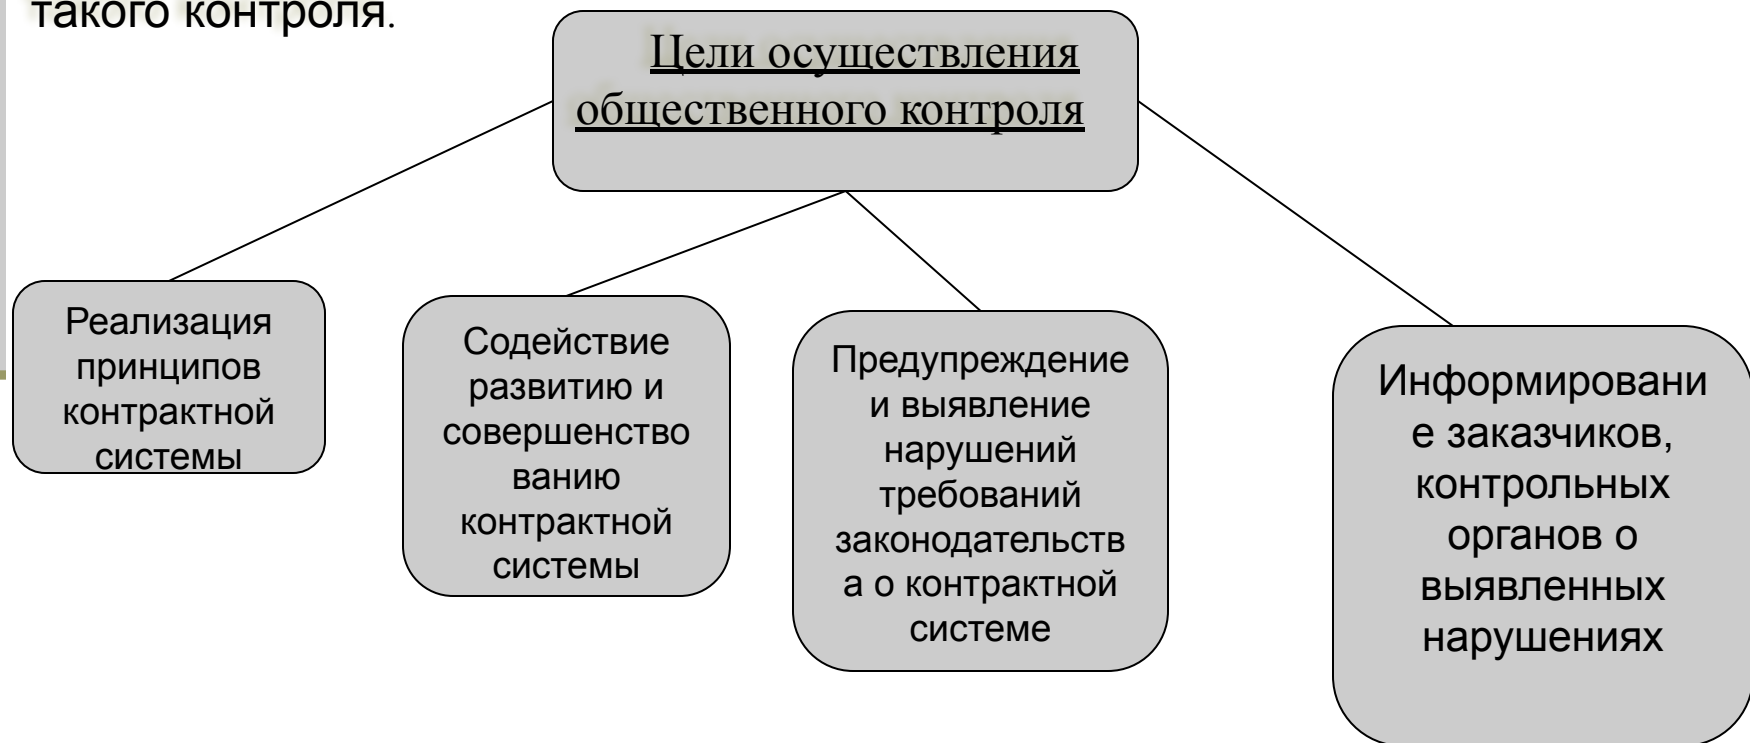 такого контроля.
Цели осуществления
общественного контроля
Реализация
принципов
контрактной
системы
Содействие
развитию и
совершенство
ванию
контрактной
системы
Предупреждение
и выявление
нарушений
требований
законодательств
а о контрактной
системе
Информировани
е заказчиков,
контрольных
органов о
выявленных
нарушениях